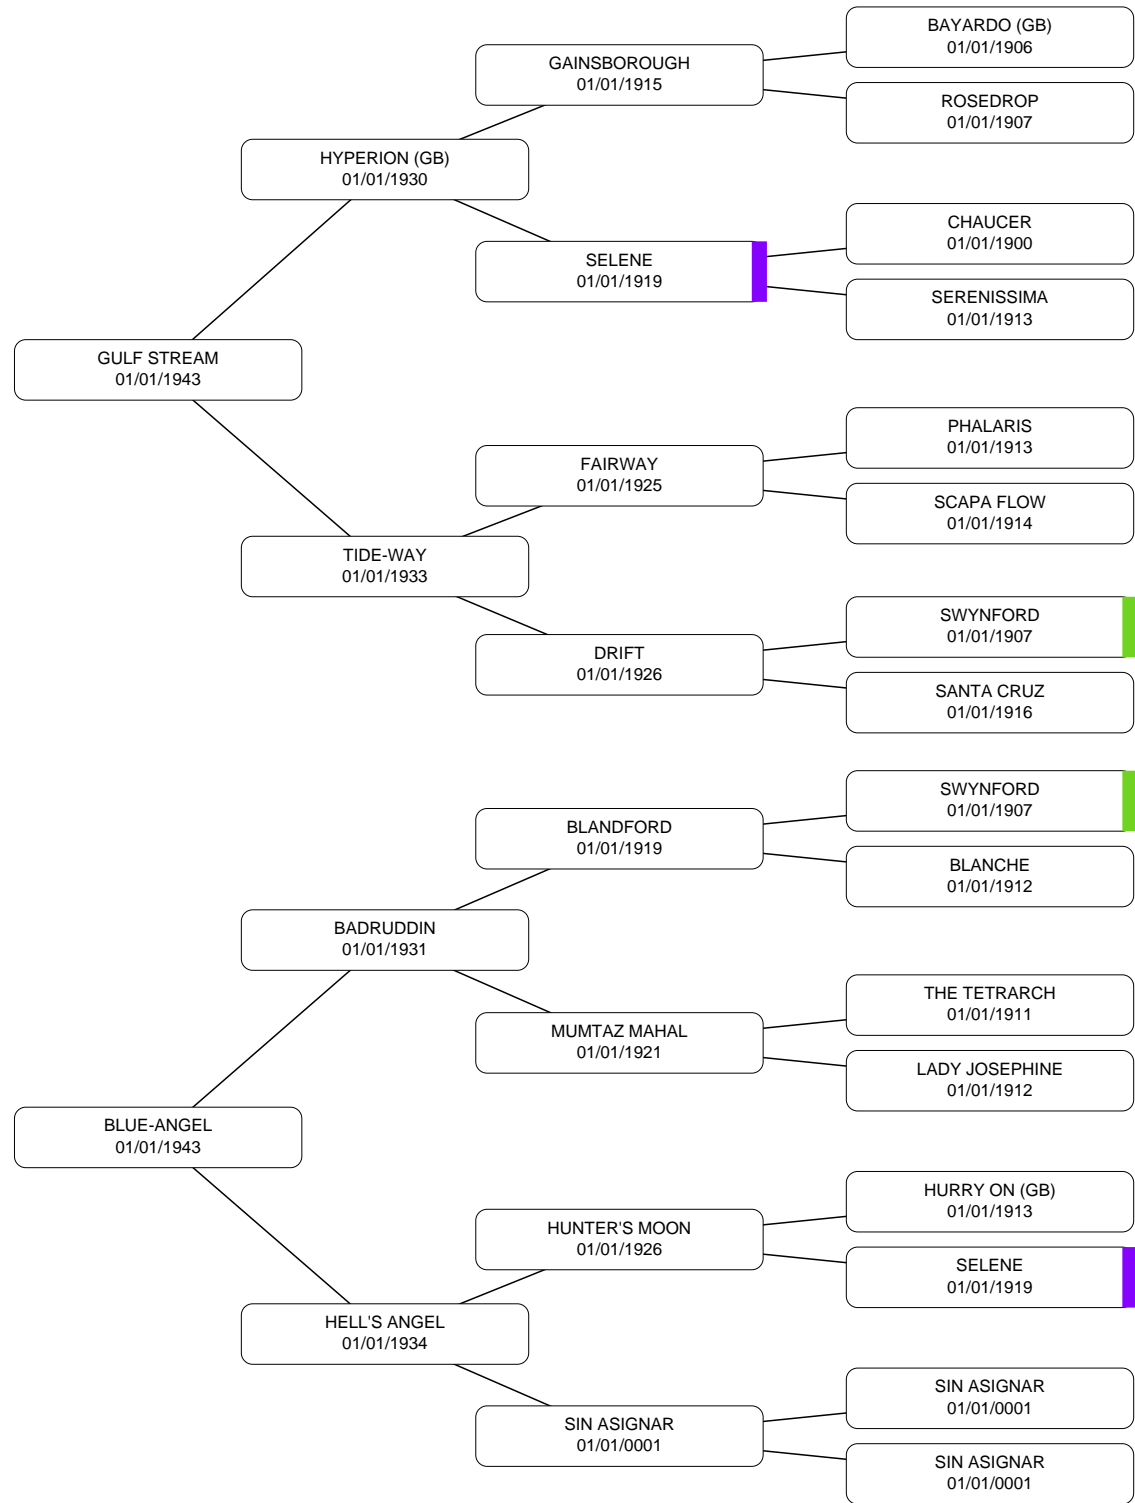 BAYARDO (GB)
01/01/1906
GAINSBOROUGH
01/01/1915
ROSEDROP
01/01/1907
HYPERION (GB)
01/01/1930
CHAUCER
01/01/1900
SELENE
01/01/1919
SERENISSIMA
01/01/1913
GULF STREAM
01/01/1943
PHALARIS
01/01/1913
FAIRWAY
01/01/1925
SCAPA FLOW
01/01/1914
TIDE-WAY
01/01/1933
SWYNFORD
01/01/1907
DRIFT
01/01/1926
SANTA CRUZ
01/01/1916
SWYNFORD
01/01/1907
BLANDFORD
01/01/1919
BLANCHE
01/01/1912
BADRUDDIN
01/01/1931
THE TETRARCH
01/01/1911
MUMTAZ MAHAL
01/01/1921
LADY JOSEPHINE
01/01/1912
BLUE-ANGEL
01/01/1943
HURRY ON (GB)
01/01/1913
HUNTER'S MOON
01/01/1926
SELENE
01/01/1919
HELL'S ANGEL
01/01/1934
SIN ASIGNAR
01/01/0001
SIN ASIGNAR
01/01/0001
SIN ASIGNAR
01/01/0001